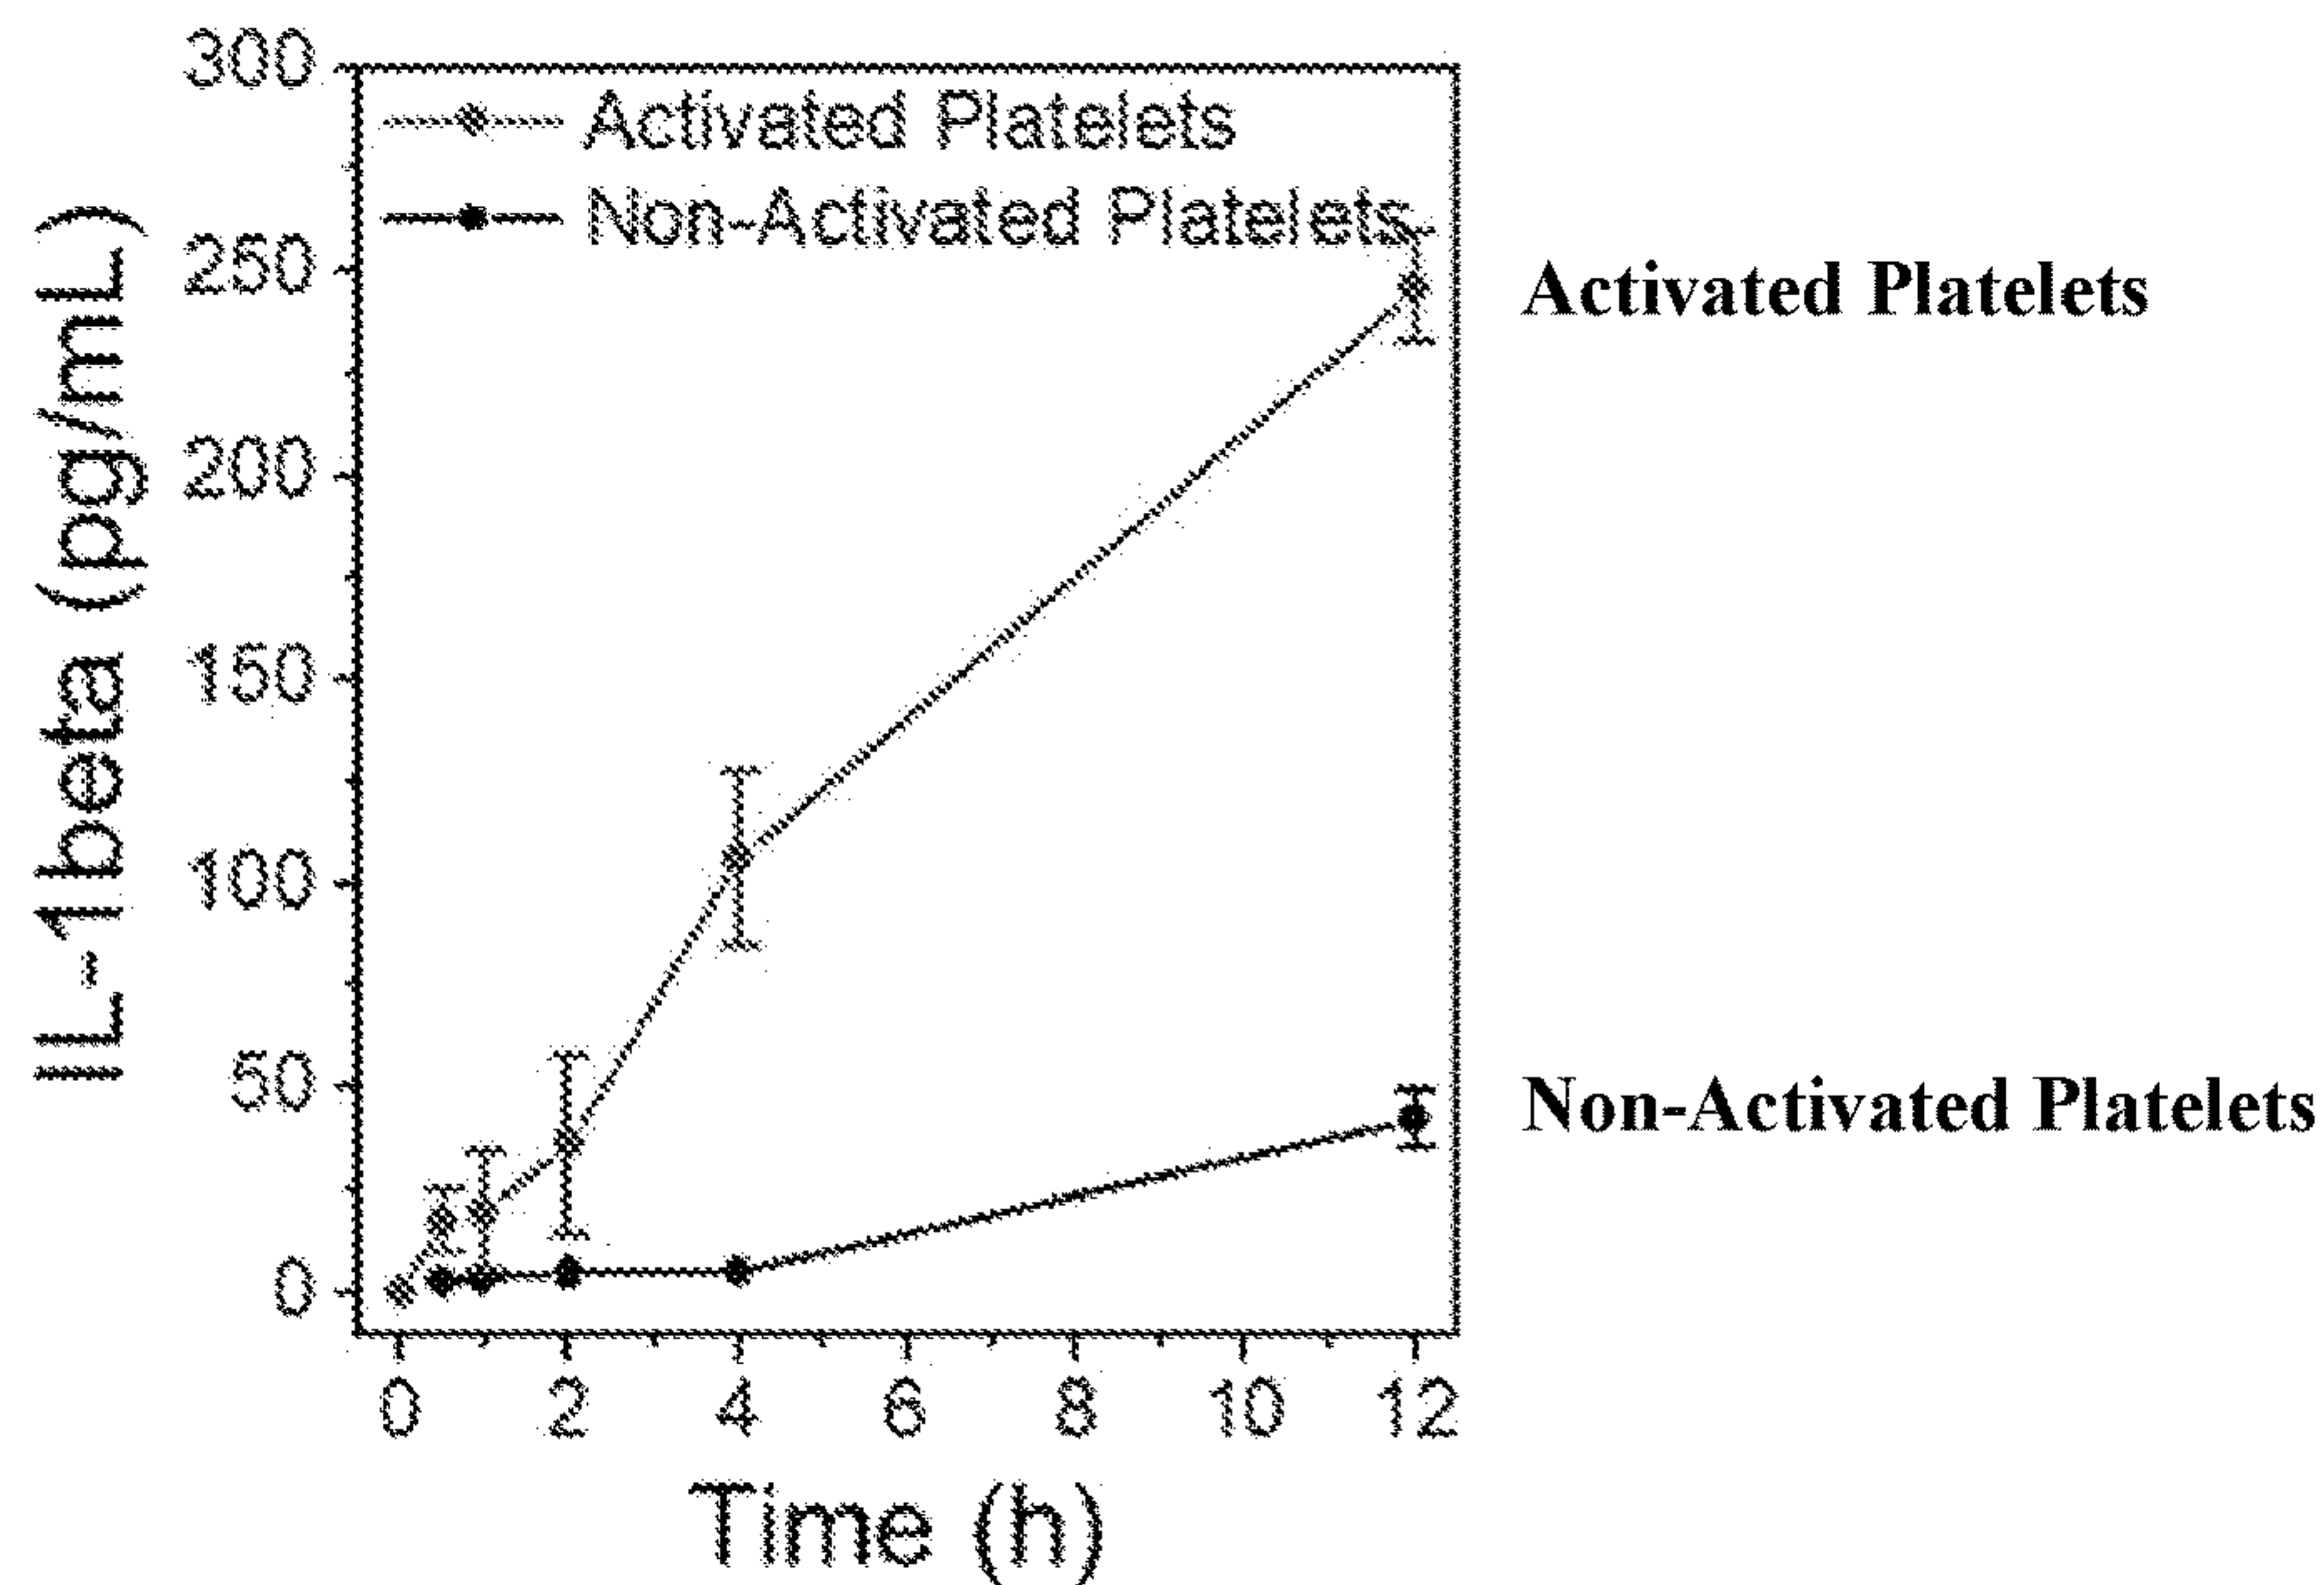 300
250
200
150
100
50
0
IL-1beta (pg/mL)
Activated Platelets
Non-Activated Platelets
Activated Platelets
Non-Activated Platelets
0 2 4 6 8 10 12
Time (h)